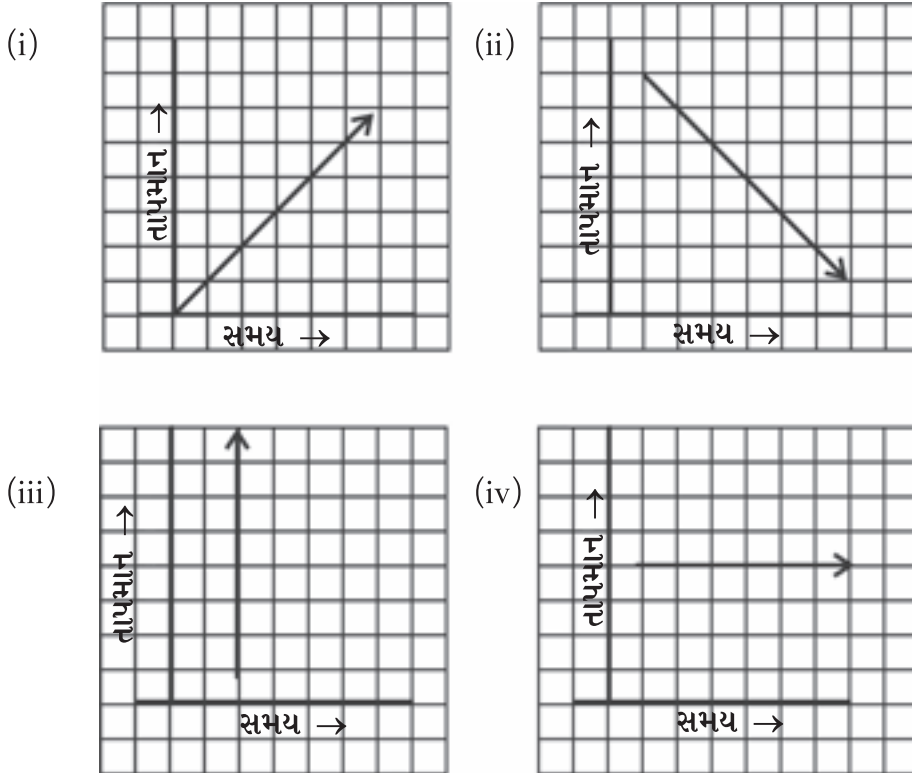 (i)
તાપમાન →
સમય →
(ii)
તાપમાન →
સમય →
(iii)
તાપમાન →
સમય →
(iv)
તાપમાન →
સમય →